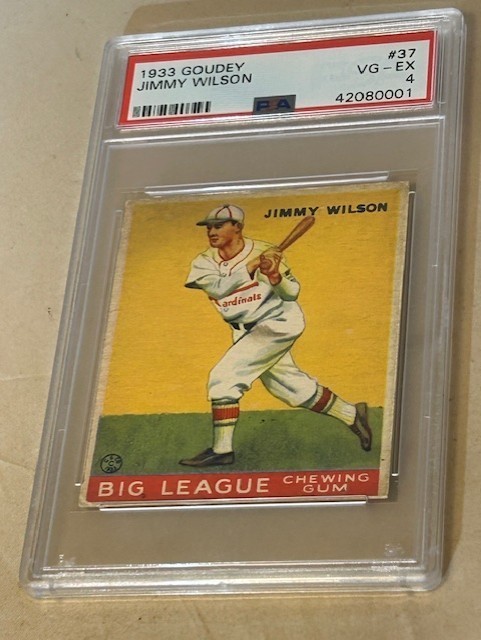 1933 GOUDEY #37
JIMMY WILSON VG - EX
4
PSA 42080001
JIMMY WILSON
Cardinals
BIG LEAGUE CHEWING
GUM